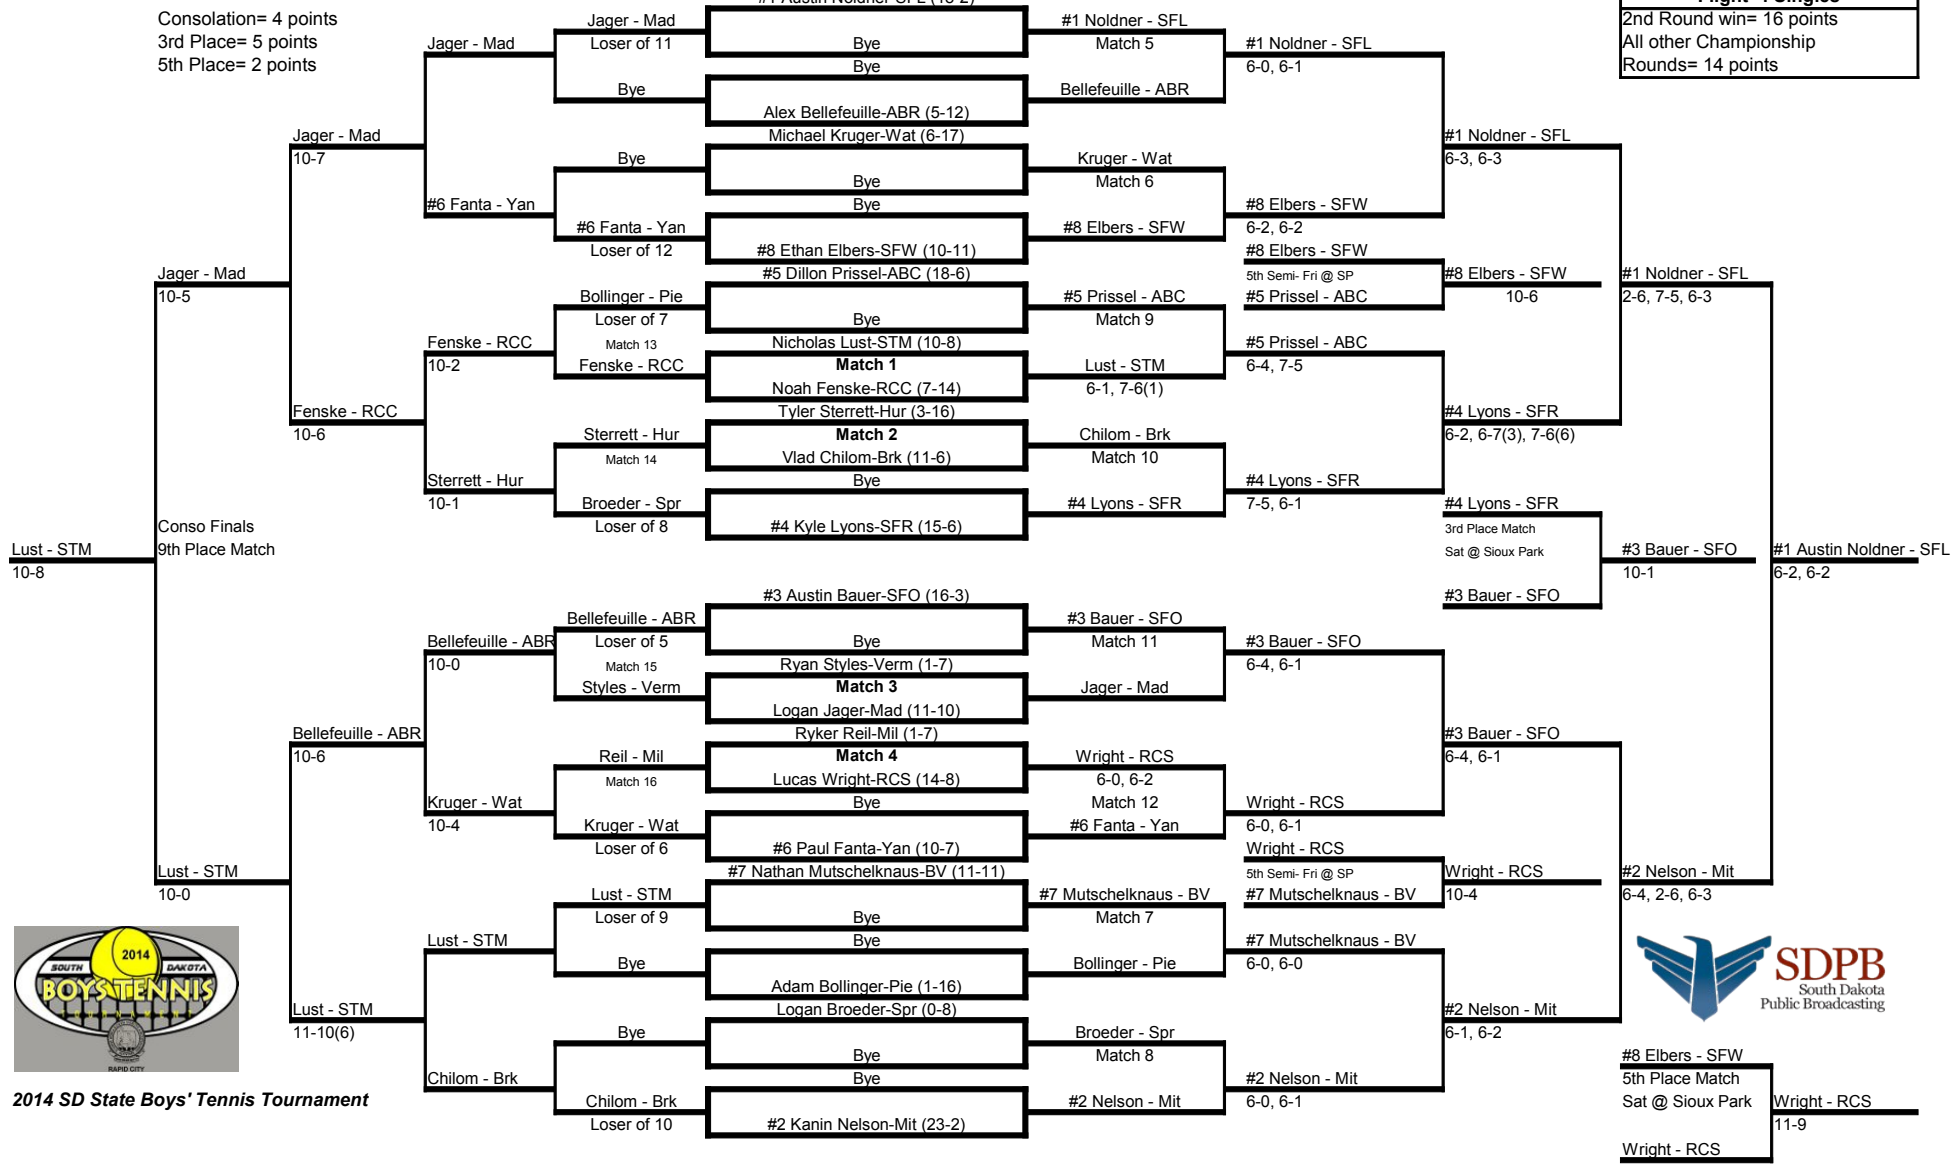 Consolation= 4 points
3rd Place= 5 points
5th Place= 2 points
2nd Round win= 16 points
All other Championship
Rounds= 14 points
Lust - STM
10-8
Jager - Mad
10-5
Conso Finals
9th Place Match
Lust - STM
10-0
Jager - Mad
10-7
Fenske - RCC
10-6
Bellefeuille - ABR
10-6
Lust - STM
11-10(6)
Jager - Mad
#6 Fanta - Yan
Fenske - RCC
10-2
Sterrett - Hur
10-1
Bellefeuille - ABR
10-0
Kruger - Wat
10-4
Lust - STM
Chilom - Brk
Jager - Mad
Loser of 11
Bye
Bye
#6 Fanta - Yan
Loser of 12
Bollinger - Pie
Loser of 7
Match 13
Fenske - RCC
Sterrett - Hur
Match 14
Broeder - Spr
Loser of 8
Bellefeuille - ABR
Loser of 5
Match 15
Styles - Verm
Reil - Mil
Match 16
Kruger - Wat
Loser of 6
Lust - STM
Loser of 9
Bye
Bye
Chilom - Brk
Loser of 10
Bye
Bye
Alex Bellefeuille-ABR (5-12)
Michael Kruger-Wat (6-17)
Bye
Bye
#8 Ethan Elbers-SFW (10-11)
#5 Dillon Prissel-ABC (18-6)
Bye
Nicholas Lust-STM (10-8)
Match 1
Noah Fenske-RCC (7-14)
Tyler Sterrett-Hur (3-16)
Match 2
Vlad Chilom-Brk (11-6)
Bye
#4 Kyle Lyons-SFR (15-6)
#3 Austin Bauer-SFO (16-3)
Bye
Ryan Styles-Verm (1-7)
Match 3
Logan Jager-Mad (11-10)
Ryker Reil-Mil (1-7)
Match 4
Lucas Wright-RCS (14-8)
Bye
#6 Paul Fanta-Yan (10-7)
#7 Nathan Mutschelknaus-BV (11-11)
Bye
Bye
Adam Bollinger-Pie (1-16)
Logan Broeder-Spr (0-8)
Bye
Bye
#2 Kanin Nelson-Mit (23-2)
#1 Noldner - SFL
Match 5
Bellefeuille - ABR
Kruger - Wat
Match 6
#8 Elbers - SFW
#5 Prissel - ABC
Match 9
Lust - STM
6-1, 7-6(1)
Chilom - Brk
Match 10
#4 Lyons - SFR
#3 Bauer - SFO
Match 11
Jager - Mad
Wright - RCS
6-0, 6-2
Match 12
#6 Fanta - Yan
#7 Mutschelknaus - BV
Match 7
Bollinger - Pie
Broeder - Spr
Match 8
#2 Nelson - Mit
#1 Noldner - SFL
6-0, 6-1
#8 Elbers - SFW
6-2, 6-2
#8 Elbers - SFW
5th Semi- Fri @ SP
#5 Prissel - ABC
#5 Prissel - ABC
6-4, 7-5
#4 Lyons - SFR
7-5, 6-1
#3 Bauer - SFO
6-4, 6-1
Wright - RCS
6-0, 6-1
Wright - RCS
5th Semi- Fri @ SP
#7 Mutschelknaus - BV
#7 Mutschelknaus - BV
6-0, 6-0
#2 Nelson - Mit
6-0, 6-1
#1 Noldner - SFL
6-3, 6-3
#8 Elbers - SFW
10-6
#4 Lyons - SFR
6-2, 6-7(3), 7-6(6)
#4 Lyons - SFR
3rd Place Match
Sat @ Sioux Park
#3 Bauer - SFO
#3 Bauer - SFO
6-4, 6-1
Wright - RCS
10-4
#2 Nelson - Mit
6-1, 6-2
#1 Noldner - SFL
2-6, 7-5, 6-3
#3 Bauer - SFO
10-1
#2 Nelson - Mit
6-4, 2-6, 6-3
#1 Austin Noldner - SFL
6-2, 6-2
#8 Elbers - SFW
5th Place Match
Sat @ Sioux Park
Wright - RCS
Wright - RCS
11-9
2014
SOUTH DAKOTA
BOYS TENNIS
TOURNAMENT
RAPID CITY
2014 SD State Boys' Tennis Tournament
SDPB
South Dakota
Public Broadcasting